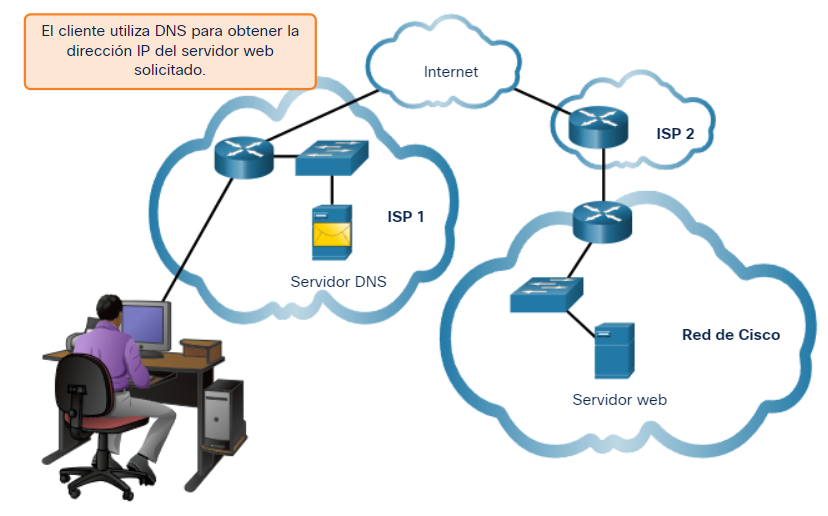 El cliente utiliza DNS para obtener la
dirección IP del servidor web
solicitado.
Internet
ISP 2
ISP 1
Servidor DNS
Red de Cisco
Servidor web